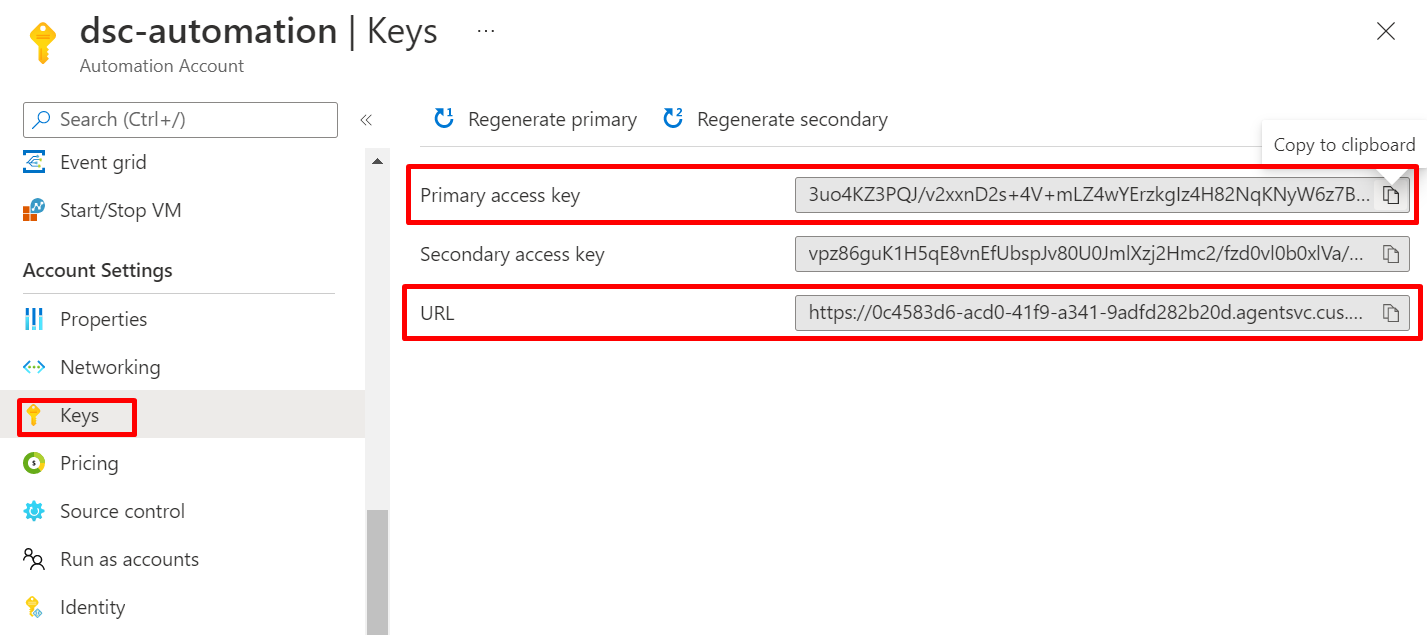 dsc-automation | Keys ...
Automation Account
Search (Ctrl+/)
«
Event grid
Start/Stop VM
Account Settings
Properties
Networking
Keys
Pricing
Source control
Run as accounts
Identity
Regenerate primary
Regenerate secondary
Copy to clipboard
Primary access key
3uo4KZ3PQJ/v2xxnD2s+4V+mLZ4wYErzkgIz4H82NqKNyW6z7B...
Secondary access key
vpz86guK1H5qE8vnEfUbspJv80U0JmlXzj2Hmc2/fzd0vl0b0xlVa/...
URL
https://0c4583d6-acd0-41f9-a341-9adfd282b20d.agentsvc.cus....